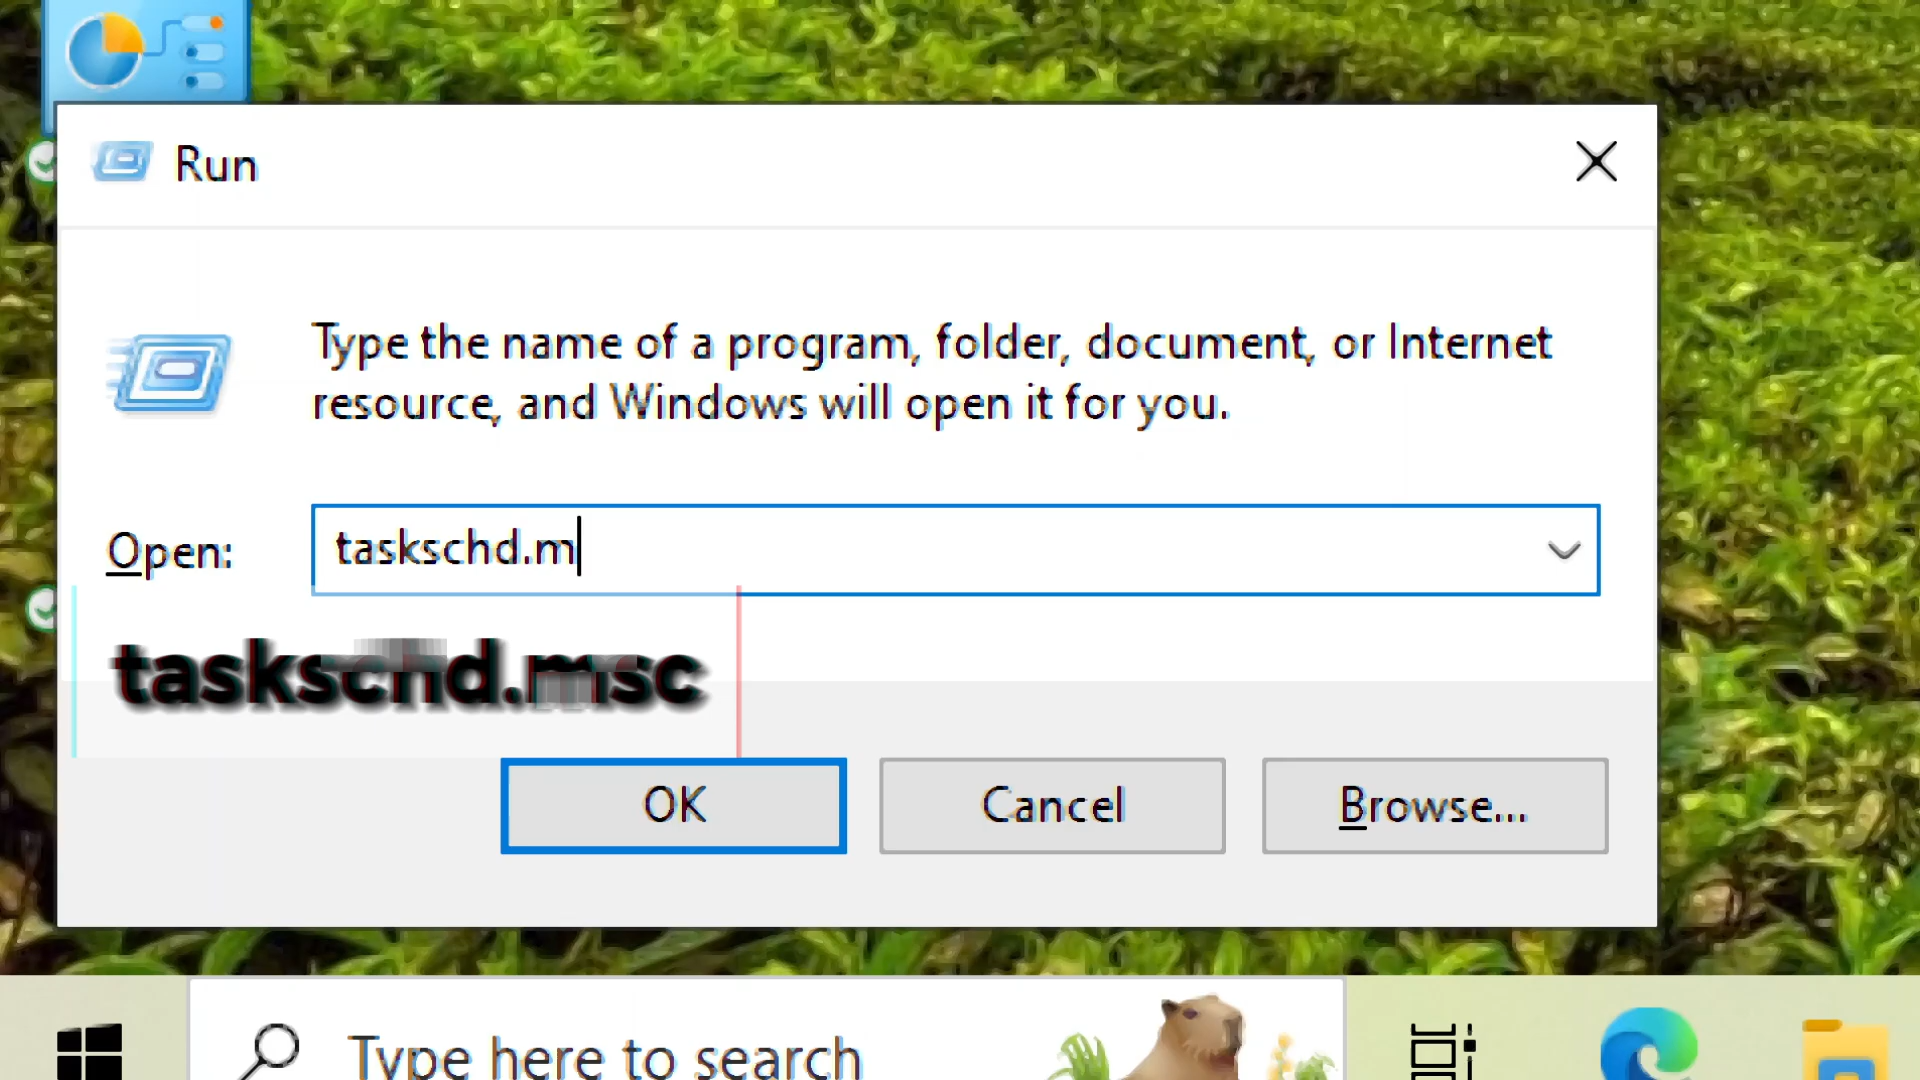 Run
Type the name of a program, folder, document, or Internet
resource, and Windows will open it for you.
Open:
taskschd.m
taskschd.msc
OK
Cancel
Browse...
Type here to search